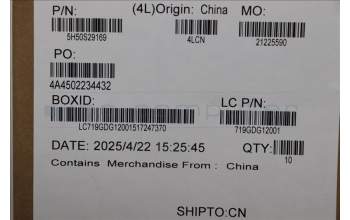 P/N: (4L)Origin: China MO:
5H50S29169 4LCN 21225590
PO:
4A4502234432
BOXID: LC P/N:
LC719GDG12001517247370 719GDG12001
DATE: 2025/4/22 15:25:45 QTY:
10
Contains Merchandise From : China
SHIPTO:CN